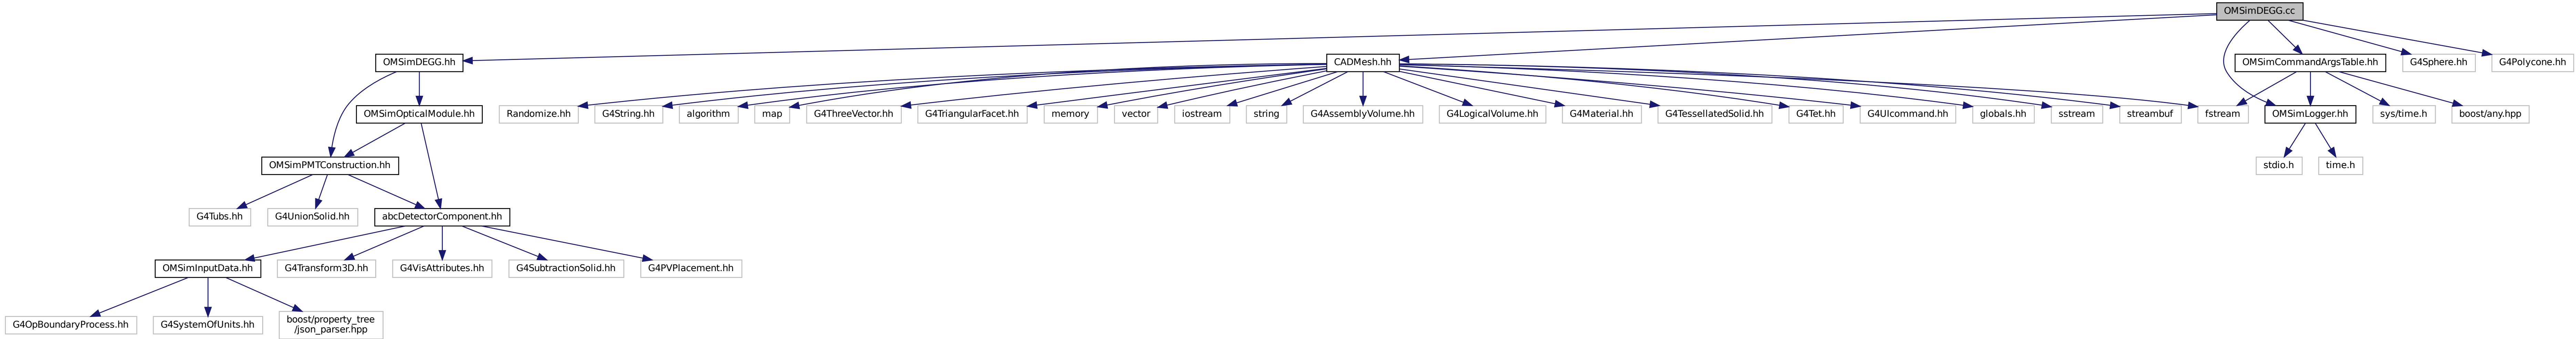 OMSimDEGG.cc
OMSimDEGG.hh
CADMesh.hh
OMSimCommandArgsTable.hh
G4Sphere.hh
G4Polycone.hh
OMSimOpticalModule.hh
Randomize.hh
G4String.hh
algorithm
map
G4ThreeVector.hh
G4TriangularFacet.hh
memory
vector
iostream
string
G4AssemblyVolume.hh
G4LogicalVolume.hh
G4Material.hh
G4TessellatedSolid.hh
G4Tet.hh
G4UIcommand.hh
globals.hh
sstream
streambuf
fstream
OMSimLogger.hh
sys/time.h
boost/any.hpp
OMSimPMTConstruction.hh
stdio.h
time.h
G4Tubs.hh
G4UnionSolid.hh
abcDetectorComponent.hh
OMSimInputData.hh
G4Transform3D.hh
G4VisAttributes.hh
G4SubtractionSolid.hh
G4PVPlacement.hh
G4OpBoundaryProcess.hh
G4SystemOfUnits.hh
boost/property_tree
/json_parser.hpp